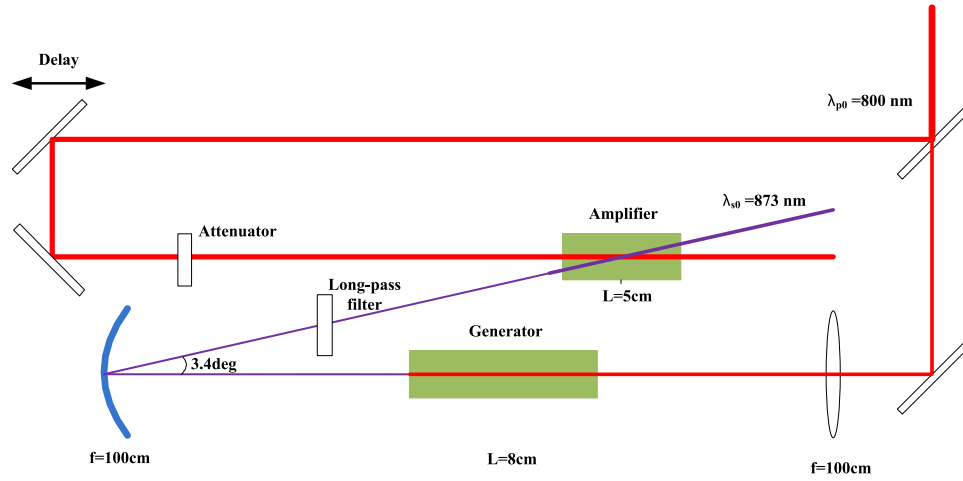 Delay
λp0 =800 nm
λs0 =873 nm
Amplifier
Attenuator
Long-pass
filter
L=5cm
Generator
3.4deg
f=100cm
L=8cm
f=100cm